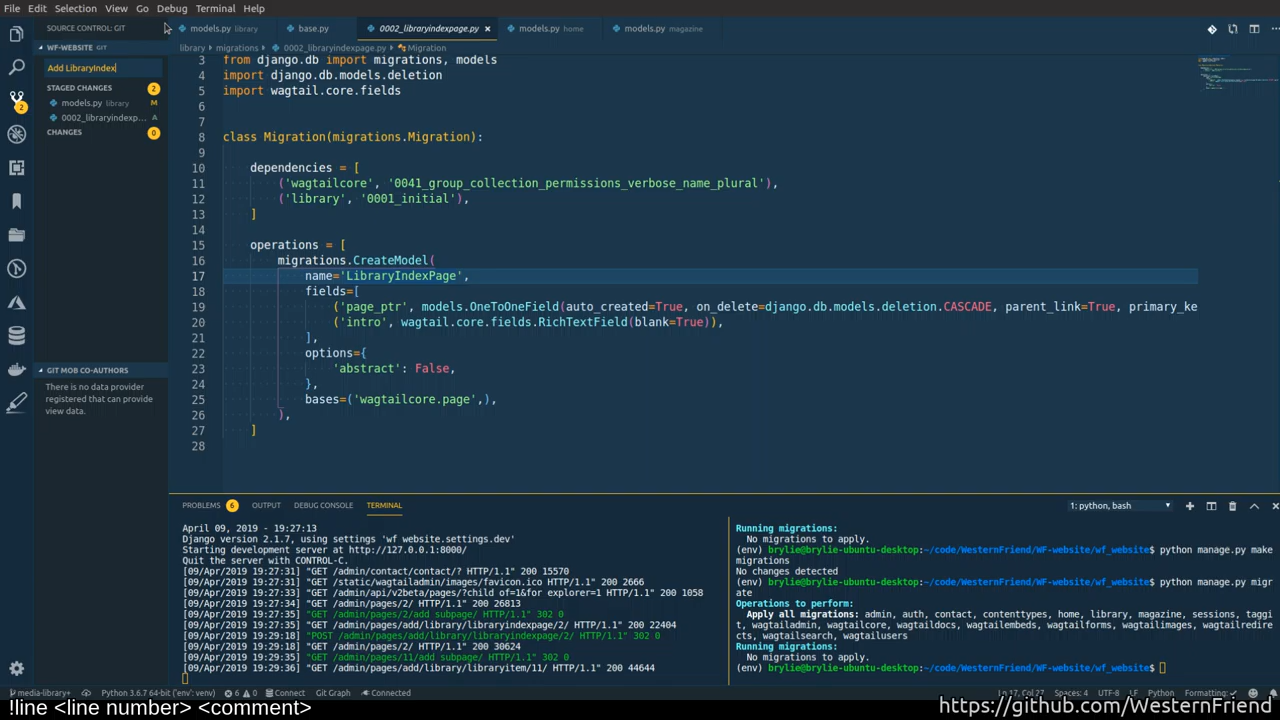 File Edit Selection View Go Debug Terminal Help
SOURCE CONTROL: GIT
models.py library base.py 0002_libraryindexpage.py × models.py home models.py magazine
WF-WEBSITE GIT
library › migrations › 0002_libraryindexpage.py › Migration
Add LibraryIndex
STAGED CHANGES 2
models.py library M
0002_libraryindexp... A
CHANGES 0
2
3 from django.db import migrations, models
4 import django.db.models.deletion
5 import wagtail.core.fields
6
7
8 class Migration(migrations.Migration):
9
10 dependencies = [
11 ('wagtailcore', '0041_group_collection_permissions_verbose_name_plural'),
12 ('library', '0001_initial'),
13 ]
14
15 operations = [
16 migrations.CreateModel(
17 name='LibraryIndexPage',
18 fields=[
19 ('page_ptr', models.OneToOneField(auto_created=True, on_delete=django.db.models.deletion.CASCADE, parent_link=True, primary_ke
20 ('intro', wagtail.core.fields.RichTextField(blank=True)),
21 ],
22 options={
23 'abstract': False,
24 },
25 bases=('wagtailcore.page',),
26 ),
27 ]
28
GIT MOB CO-AUTHORS
There is no data provider
registered that can provide
view data.
PROBLEMS 6 OUTPUT DEBUG CONSOLE TERMINAL 1: python, bash
April 09, 2019 - 19:27:13
Django version 2.1.7, using settings 'wf_website.settings.dev'
Starting development server at http://127.0.0.1:8000/
Quit the server with CONTROL-C.
[09/Apr/2019 19:27:31] "GET /admin/contact/contact/? HTTP/1.1" 200 15570
[09/Apr/2019 19:27:31] "GET /static/wagtailadmin/images/favicon.ico HTTP/1.1" 200 2666
[09/Apr/2019 19:27:33] "GET /admin/api/v2beta/pages/?child_of=1&for_explorer=1 HTTP/1.1" 200 1058
[09/Apr/2019 19:27:34] "GET /admin/pages/2/ HTTP/1.1" 200 26813
[09/Apr/2019 19:27:35] "GET /admin/pages/2/add_subpage/ HTTP/1.1" 302 0
[09/Apr/2019 19:27:35] "GET /admin/pages/add/library/libraryindexpage/2/ HTTP/1.1" 200 22404
[09/Apr/2019 19:29:18] "POST /admin/pages/add/library/libraryindexpage/2/ HTTP/1.1" 302 0
[09/Apr/2019 19:29:18] "GET /admin/pages/2/ HTTP/1.1" 200 30624
[09/Apr/2019 19:29:35] "GET /admin/pages/11/add_subpage/ HTTP/1.1" 302 0
[09/Apr/2019 19:29:36] "GET /admin/pages/add/library/libraryitem/11/ HTTP/1.1" 200 44644
Running migrations:
No migrations to apply.
(env) brylie@brylie-ubuntu-desktop:~/code/WesternFriend/WF-website/wf_website$ python manage.py make
migrations
No changes detected
(env) brylie@brylie-ubuntu-desktop:~/code/WesternFriend/WF-website/wf_website$ python manage.py migr
ate
Operations to perform:
Apply all migrations: admin, auth, contact, contenttypes, home, library, magazine, sessions, taggi
t, wagtailadmin, wagtailcore, wagtaildocs, wagtailembeds, wagtailforms, wagtailimages, wagtailredire
cts, wagtailsearch, wagtailusers
Running migrations:
No migrations to apply.
(env) brylie@brylie-ubuntu-desktop:~/code/WesternFriend/WF-website/wf_website$
media-library+ Python 3.6.7 64-bit ('env': venv) 6 0 Connect Git Graph Connected Ln 17, Col 27 Spaces: 4 UTF-8 LF Python Formatting: ✓
!line <line number> <comment> https://github.com/WesternFriend